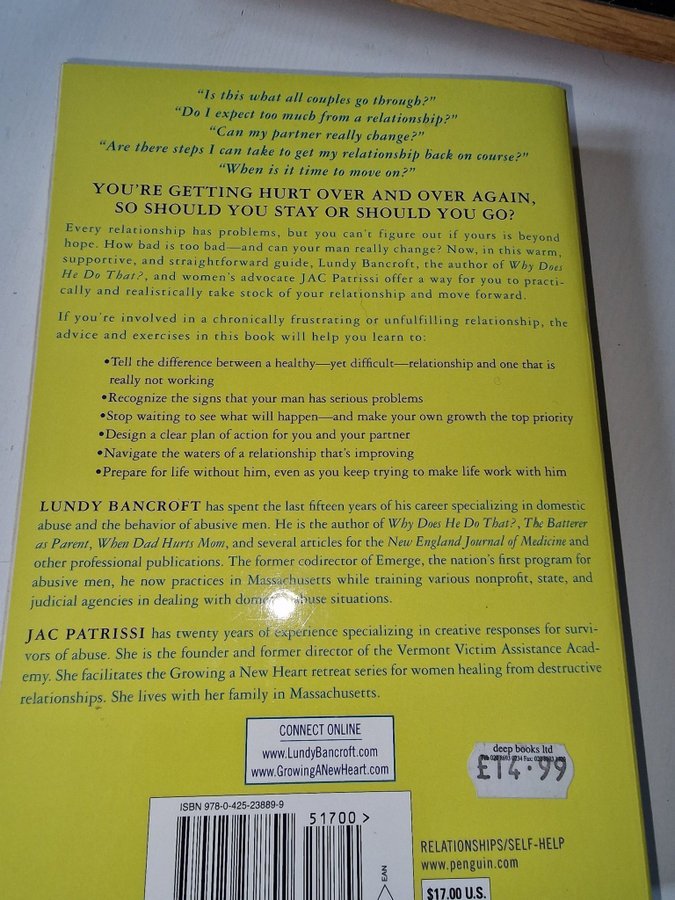 “Is this what all couples go through?”
“Do I expect too much from a relationship?”
“Can my partner really change?”
“Are there steps I can take to get my relationship back on course?”
“When is it time to move on?”
YOU’RE GETTING HURT OVER AND OVER AGAIN,
SO SHOULD YOU STAY OR SHOULD YOU GO?
Every relationship has problems, but you can’t figure out if yours is beyond
hope. How bad is too bad—and can your man really change? Now, in this warm,
supportive, and straightforward guide, Lundy Bancroft, the author of Why Does
He Do That?, and women’s advocate JAC Patrissi offer a way for you to practi-
cally and realistically take stock of your relationship and move forward.
If you’re involved in a chronically frustrating or unfulfilling relationship, the
advice and exercises in this book will help you learn to:
•Tell the difference between a healthy—yet difficult—relationship and one that is
really not working
•Recognize the signs that your man has serious problems
•Stop waiting to see what will happen—and make your own growth the top priority
•Design a clear plan of action for you and your partner
•Navigate the waters of a relationship that’s improving
•Prepare for life without him, even as you keep trying to make life work with him
LUNDY BANCROFT has spent the last fifteen years of his career specializing in domestic
abuse and the behavior of abusive men. He is the author of Why Does He Do That?, The Batterer
as Parent, When Dad Hurts Mom, and several articles for the New England Journal of Medicine and
other professional publications. The former codirector of Emerge, the nation’s first program for
abusive men, he now practices in Massachusetts while training various nonprofit, state, and
judicial agencies in dealing with domestic abuse situations.
JAC PATRISSI has twenty years of experience specializing in creative responses for survi-
vors of abuse. She is the founder and former director of the Vermont Victim Assistance Acad-
emy. She facilitates the Growing a New Heart retreat series for women healing from destructive
relationships. She lives with her family in Massachusetts.
CONNECT ONLINE
www.LundyBancroft.com
www.GrowingANewHeart.com
deep books ltd
£14.99
ISBN 978-0-425-23889-9
51700 >
EAN
RELATIONSHIPS/SELF-HELP
www.penguin.com
$17.00 U.S.